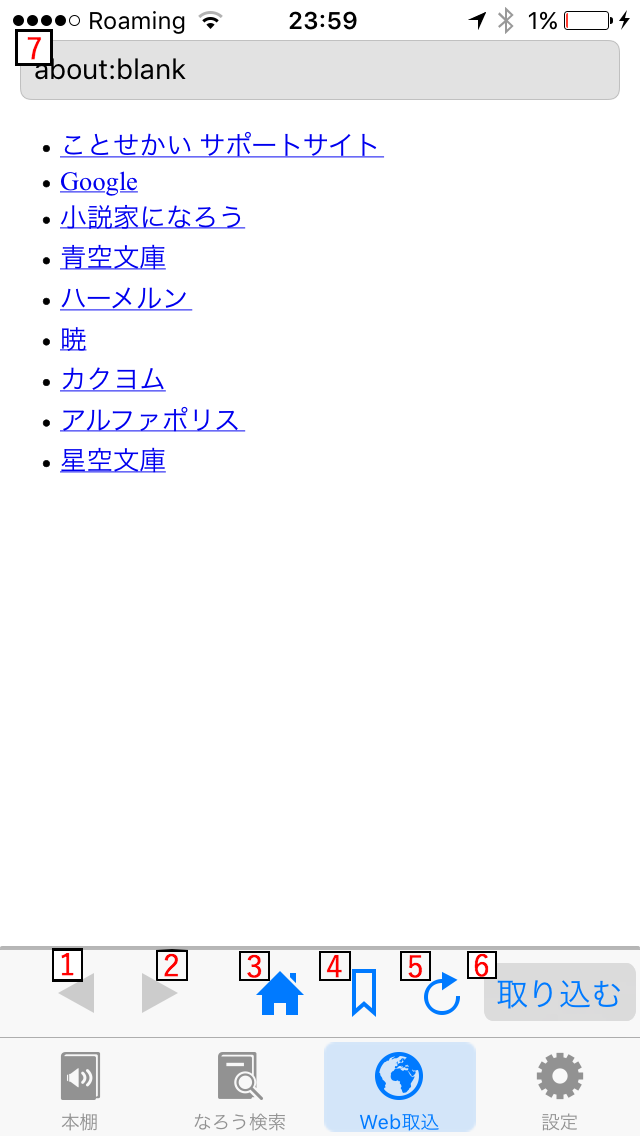 Roaming 23:59 1%
7
about:blank
ことせかい サポートサイト
Google
小説家になろう
青空文庫
ハーメルン
暁
カクヨム
アルファポリス
星空文庫
1 2 3 4 5 6
取り込む
本棚 なろう検索 Web取込 設定